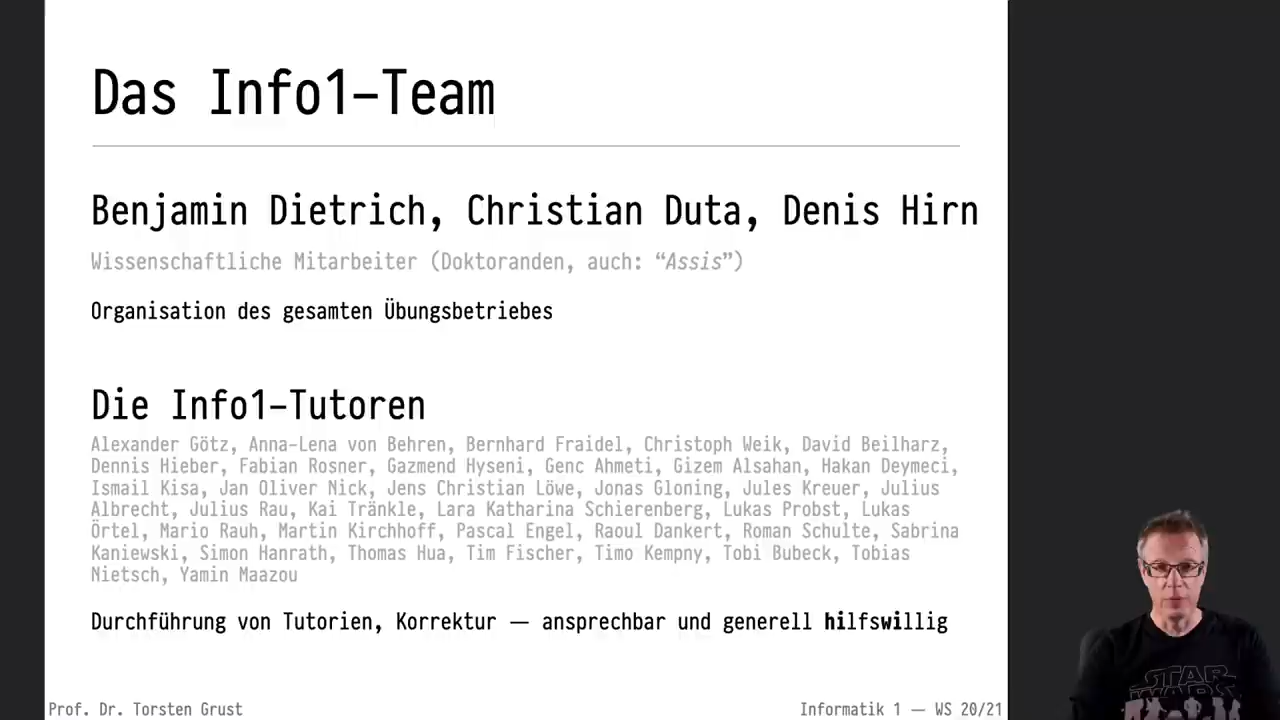 Das Info1–Team
Benjamin Dietrich, Christian Duta, Denis Hirn
Wissenschaftliche Mitarbeiter (Doktoranden, auch: “Assis”)
Organisation des gesamten Übungsbetriebes
Die Info1–Tutoren
Alexander Götz, Anna–Lena von Behren, Bernhard Fraidel, Christoph Weik, David Beilharz,
Dennis Hieber, Fabian Rosner, Gazmend Hyseni, Genc Ahmeti, Gizem Alsahan, Hakan Deymeci,
Ismail Kisa, Jan Oliver Nick, Jens Christian Löwe, Jonas Gloning, Jules Kreuer, Julius
Albrecht, Julius Rau, Kai Tränkle, Lara Katharina Schierenberg, Lukas Probst, Lukas
Örtel, Mario Rauh, Martin Kirchhoff, Pascal Engel, Raoul Dankert, Roman Schulte, Sabrina
Kaniewski, Simon Hanrath, Thomas Hua, Tim Fischer, Timo Kempny, Tobi Bubeck, Tobias
Nietsch, Yamin Maazou
Durchführung von Tutorien, Korrektur — ansprechbar und generell hilfswillig
Prof. Dr. Torsten Grust
Informatik 1 — WS 20/21
STAR
WARS